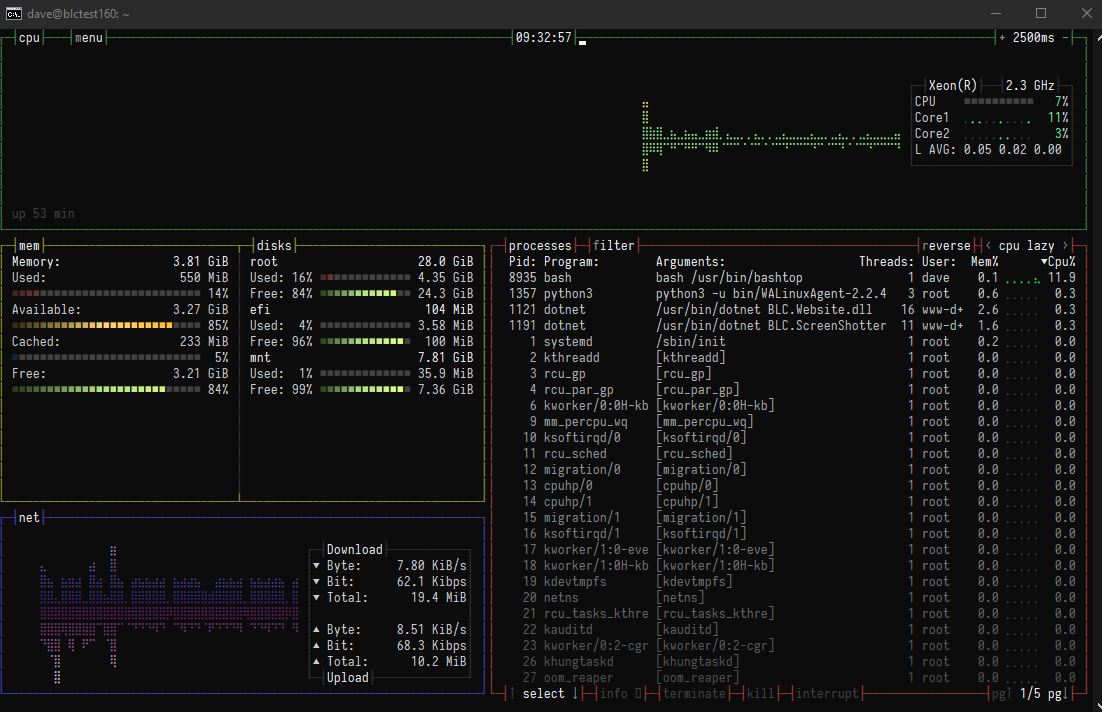 dave@blctest160: ~
cpu menu 09:32:57 + 2500ms -
Xeon(R) 2.3 GHz
CPU 7%
Core1 11%
Core2 3%
L AVG: 0.05 0.02 0.00
up 53 min
mem
Memory: 3.81 GiB
Used: 550 MiB
14%
Available: 3.27 GiB
85%
Cached: 233 MiB
5%
Free: 3.21 GiB
84%
disks
root 28.0 GiB
Used: 16% 4.35 GiB
Free: 84% 24.3 GiB
efi 104 MiB
Used: 4% 3.58 MiB
Free: 96% 100 MiB
mnt 7.81 GiB
Used: 1% 35.9 MiB
Free: 99% 7.36 GiB
net
Download
▼ Byte: 7.80 KiB/s
▼ Bit: 62.1 Kibps
▼ Total: 19.4 MiB
▲ Byte: 8.51 KiB/s
▲ Bit: 68.3 Kibps
▲ Total: 10.2 MiB
Upload
processes filter reverse < cpu lazy >
Pid: Program: Arguments: Threads: User: Mem% ▼Cpu%
8935 bash bash /usr/bin/bashtop 1 dave 0.1 11.9
1357 python3 python3 -u bin/WALinuxAgent-2.2.4 3 root 0.6 0.3
1121 dotnet /usr/bin/dotnet BLC.Website.dll 16 www-d+ 2.6 0.3
1191 dotnet /usr/bin/dotnet BLC.ScreenShotter 11 www-d+ 1.6 0.3
1 systemd /sbin/init 1 root 0.2 0.0
2 kthreadd [kthreadd] 1 root 0.0 0.0
3 rcu_gp [rcu_gp] 1 root 0.0 0.0
4 rcu_par_gp [rcu_par_gp] 1 root 0.0 0.0
6 kworker/0:0H-kb [kworker/0:0H-kb] 1 root 0.0 0.0
9 mm_percpu_wq [mm_percpu_wq] 1 root 0.0 0.0
10 ksoftirqd/0 [ksoftirqd/0] 1 root 0.0 0.0
11 rcu_sched [rcu_sched] 1 root 0.0 0.0
12 migration/0 [migration/0] 1 root 0.0 0.0
13 cpuhp/0 [cpuhp/0] 1 root 0.0 0.0
14 cpuhp/1 [cpuhp/1] 1 root 0.0 0.0
15 migration/1 [migration/1] 1 root 0.0 0.0
16 ksoftirqd/1 [ksoftirqd/1] 1 root 0.0 0.0
17 kworker/1:0-eve [kworker/1:0-eve] 1 root 0.0 0.0
18 kworker/1:0H-kb [kworker/1:0H-kb] 1 root 0.0 0.0
19 kdevtmpfs [kdevtmpfs] 1 root 0.0 0.0
20 netns [netns] 1 root 0.0 0.0
21 rcu_tasks_kthre [rcu_tasks_kthre] 1 root 0.0 0.0
22 kauditd [kauditd] 1 root 0.0 0.0
23 kworker/0:2-cgr [kworker/0:2-cgr] 1 root 0.0 0.0
26 khungtaskd [khungtaskd] 1 root 0.0 0.0
27 oom_reaper [oom_reaper] 1 root 0.0 0.0
↑ select ↓ info terminate kill interrupt pg↑ 1/5 pg↓